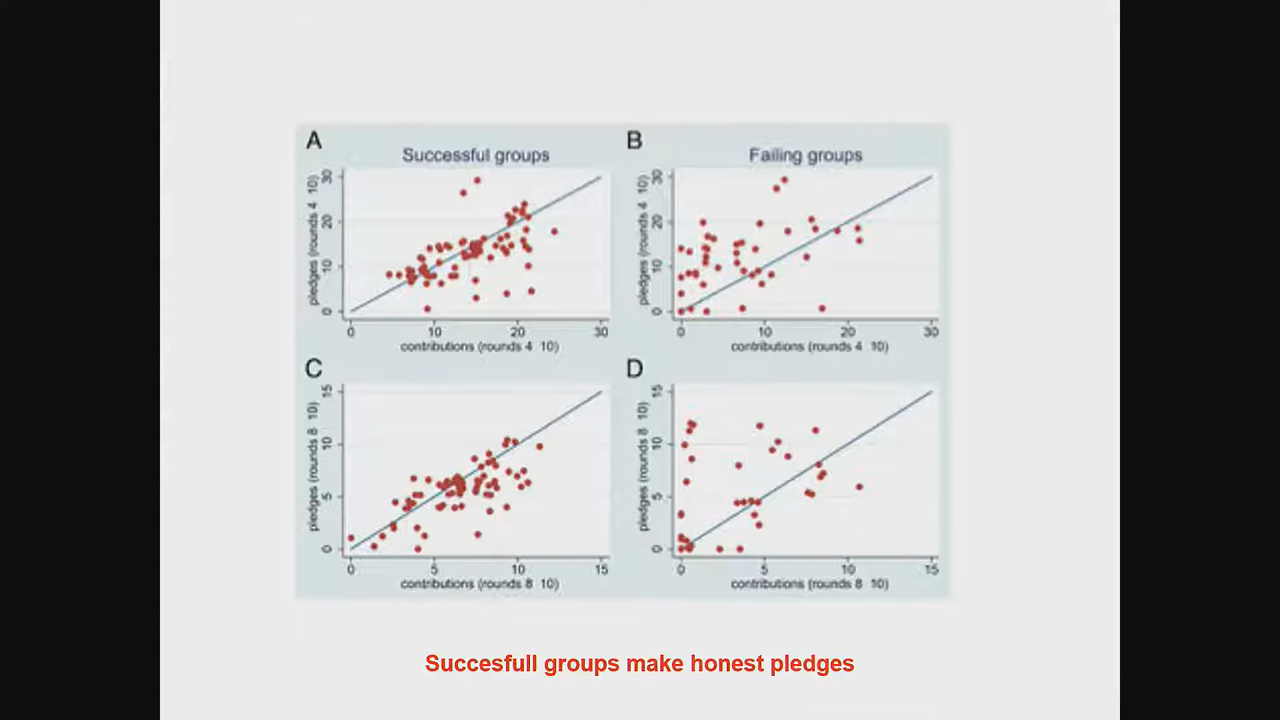 A
Successful groups
pledges (rounds 4 10)
30
20
10
0
0 10 20 30
contributions (rounds 4 10)
B
Failing groups
pledges (rounds 4 10)
30
20
10
0
0 10 20 30
contributions (rounds 4 10)
C
pledges (rounds 8 10)
15
10
5
0
0 5 10 15
contributions (rounds 8 10)
D
pledges (rounds 8 10)
15
10
5
0
0 5 10 15
contributions (rounds 8 10)
Succesfull groups make honest pledges